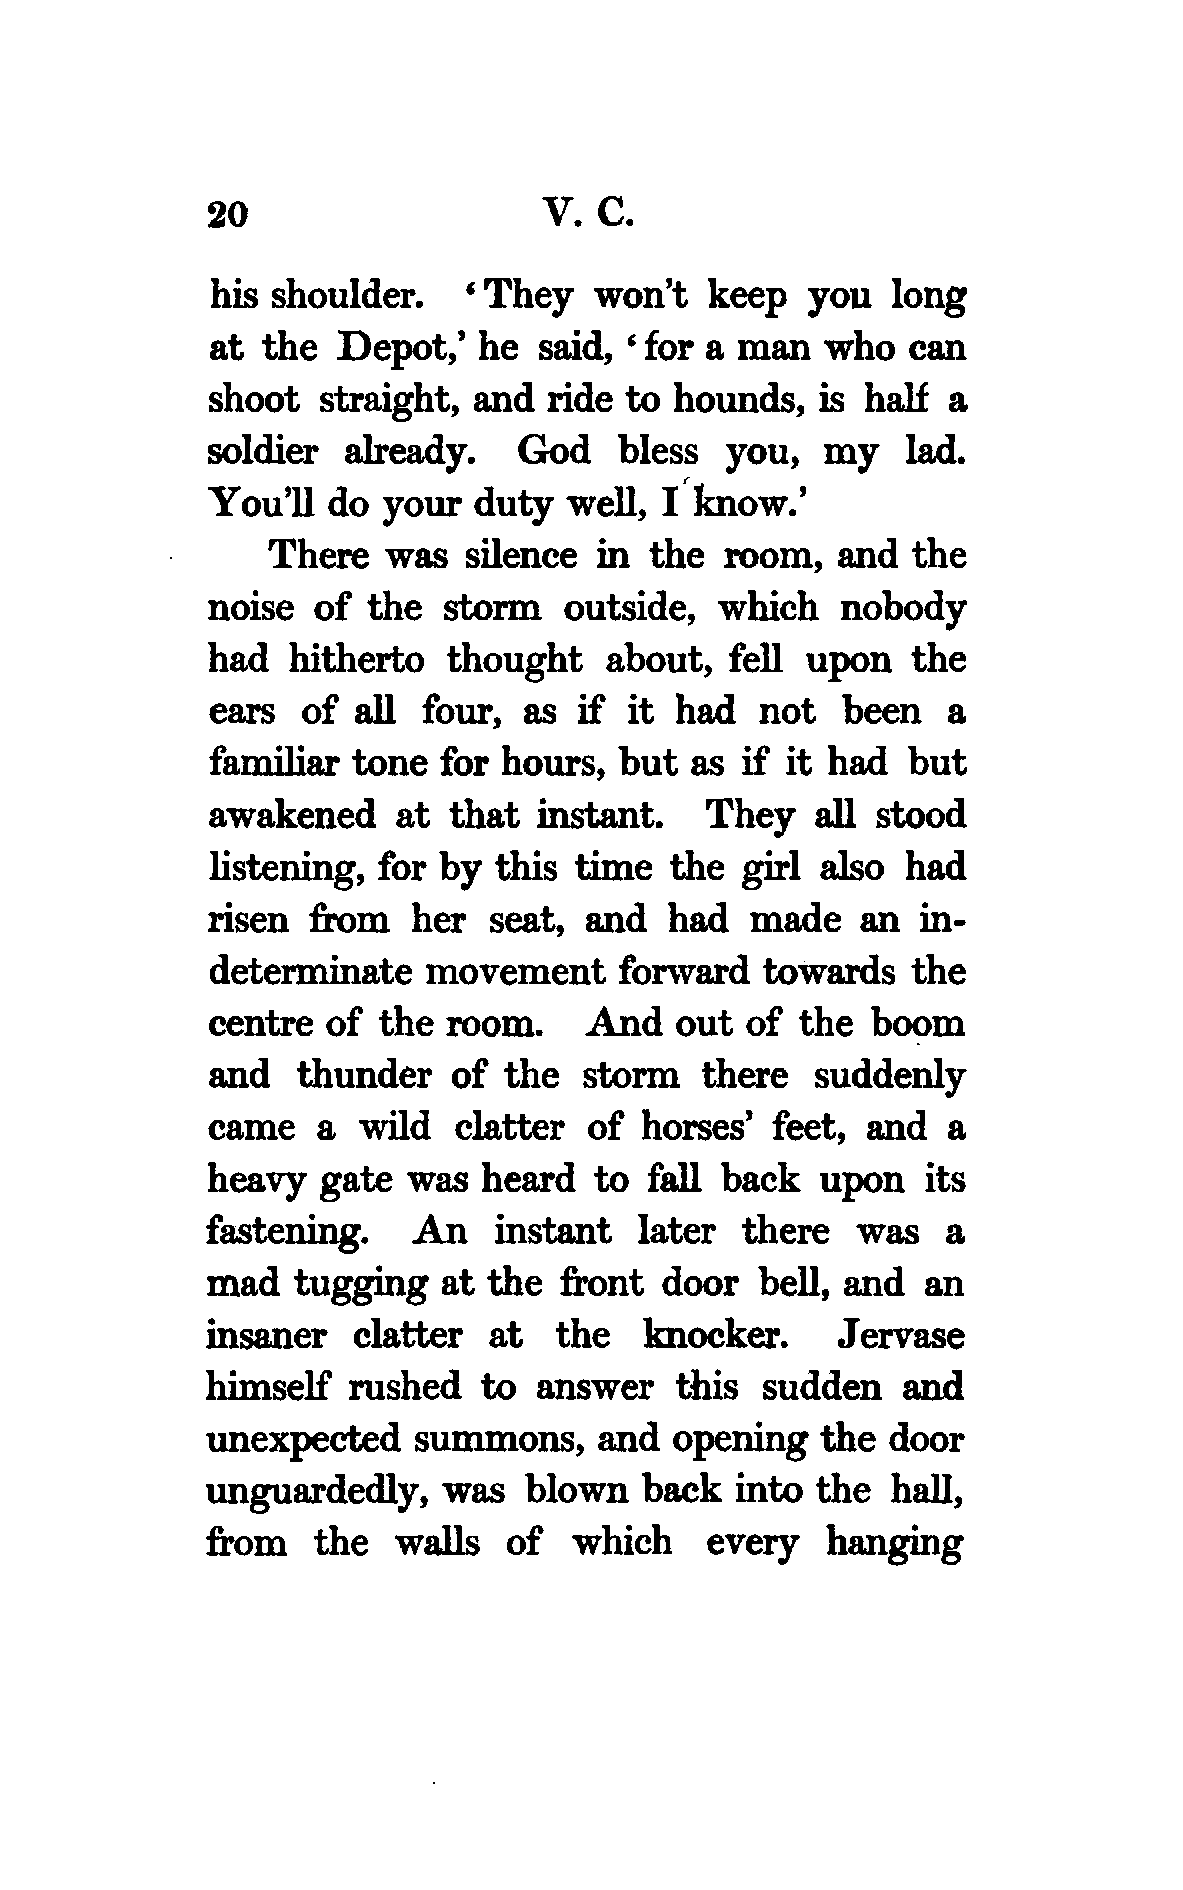 20 V. C.
his shoulder. ‘They won’t keep you long
at the Depot,’ he said, ‘for a man who can
shoot straight, and ride to hounds, is half a
soldier already. God bless you, my lad.
You’ll do your duty well, I know.’
There was silence in the room, and the
noise of the storm outside, which nobody
had hitherto thought about, fell upon the
ears of all four, as if it had not been a
familiar tone for hours, but as if it had but
awakened at that instant. They all stood
listening, for by this time the girl also had
risen from her seat, and had made an in-
determinate movement forward towards the
centre of the room. And out of the boom
and thunder of the storm there suddenly
came a wild clatter of horses’ feet, and a
heavy gate was heard to fall back upon its
fastening. An instant later there was a
mad tugging at the front door bell, and an
insaner clatter at the knocker. Jervase
himself rushed to answer this sudden and
unexpected summons, and opening the door
unguardedly, was blown back into the hall,
from the walls of which every hanging